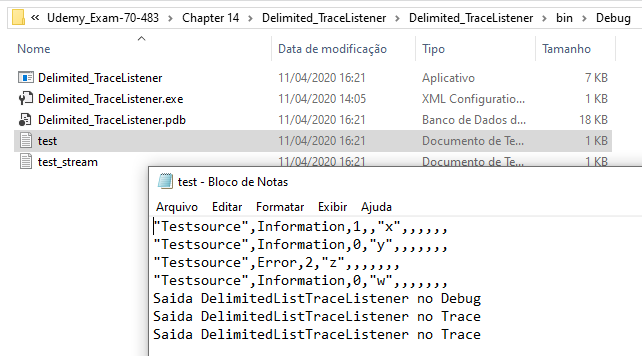 « Udemy_Exam-70-483 > Chapter 14 > Delimited_TraceListener > Delimited_TraceListener > bin > Debug
Nome Data de modificação Tipo Tamanho
Delimited_TraceListener 11/04/2020 16:21 Aplicativo 7 KB
Delimited_TraceListener.exe 11/04/2020 14:05 XML Configuratio... 1 KB
Delimited_TraceListener.pdb 11/04/2020 16:21 Banco de Dados d... 18 KB
test 11/04/2020 16:21 Documento de Te... 1 KB
test_stream 11/04/2020 16:21 Documento de Te... 1 KB
test - Bloco de Notas
Arquivo Editar Formatar Exibir Ajuda
"Testsource",Information,1,,"x",,,,,,
"Testsource",Information,0,"y",,,,,,,
"Testsource",Error,2,"z",,,,,,,
"Testsource",Information,0,"w",,,,,,,
Saida DelimitedListTraceListener no Debug
Saida DelimitedListTraceListener no Trace
Saida DelimitedListTraceListener no Trace